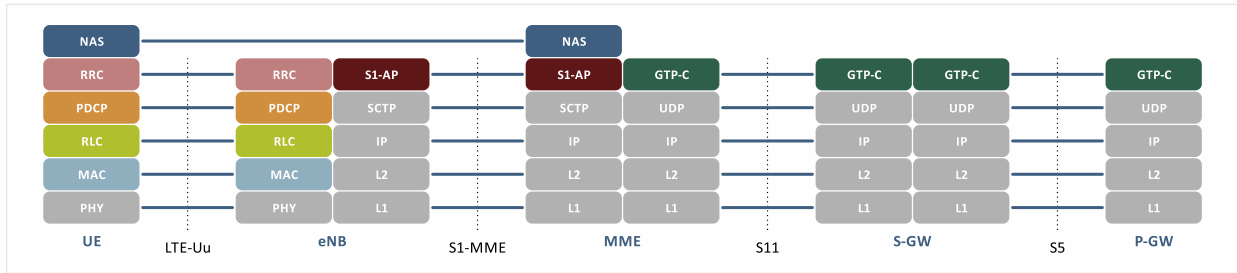 NAS NAS
RRC RRC S1-AP S1-AP GTP-C GTP-C GTP-C GTP-C
PDCP PDCP SCTP SCTP UDP UDP UDP UDP
RLC RLC IP IP IP IP IP IP
MAC MAC L2 L2 L2 L2 L2 L2
PHY PHY L1 L1 L1 L1 L1 L1
UE LTE-Uu eNB S1-MME MME S11 S-GW S5 P-GW